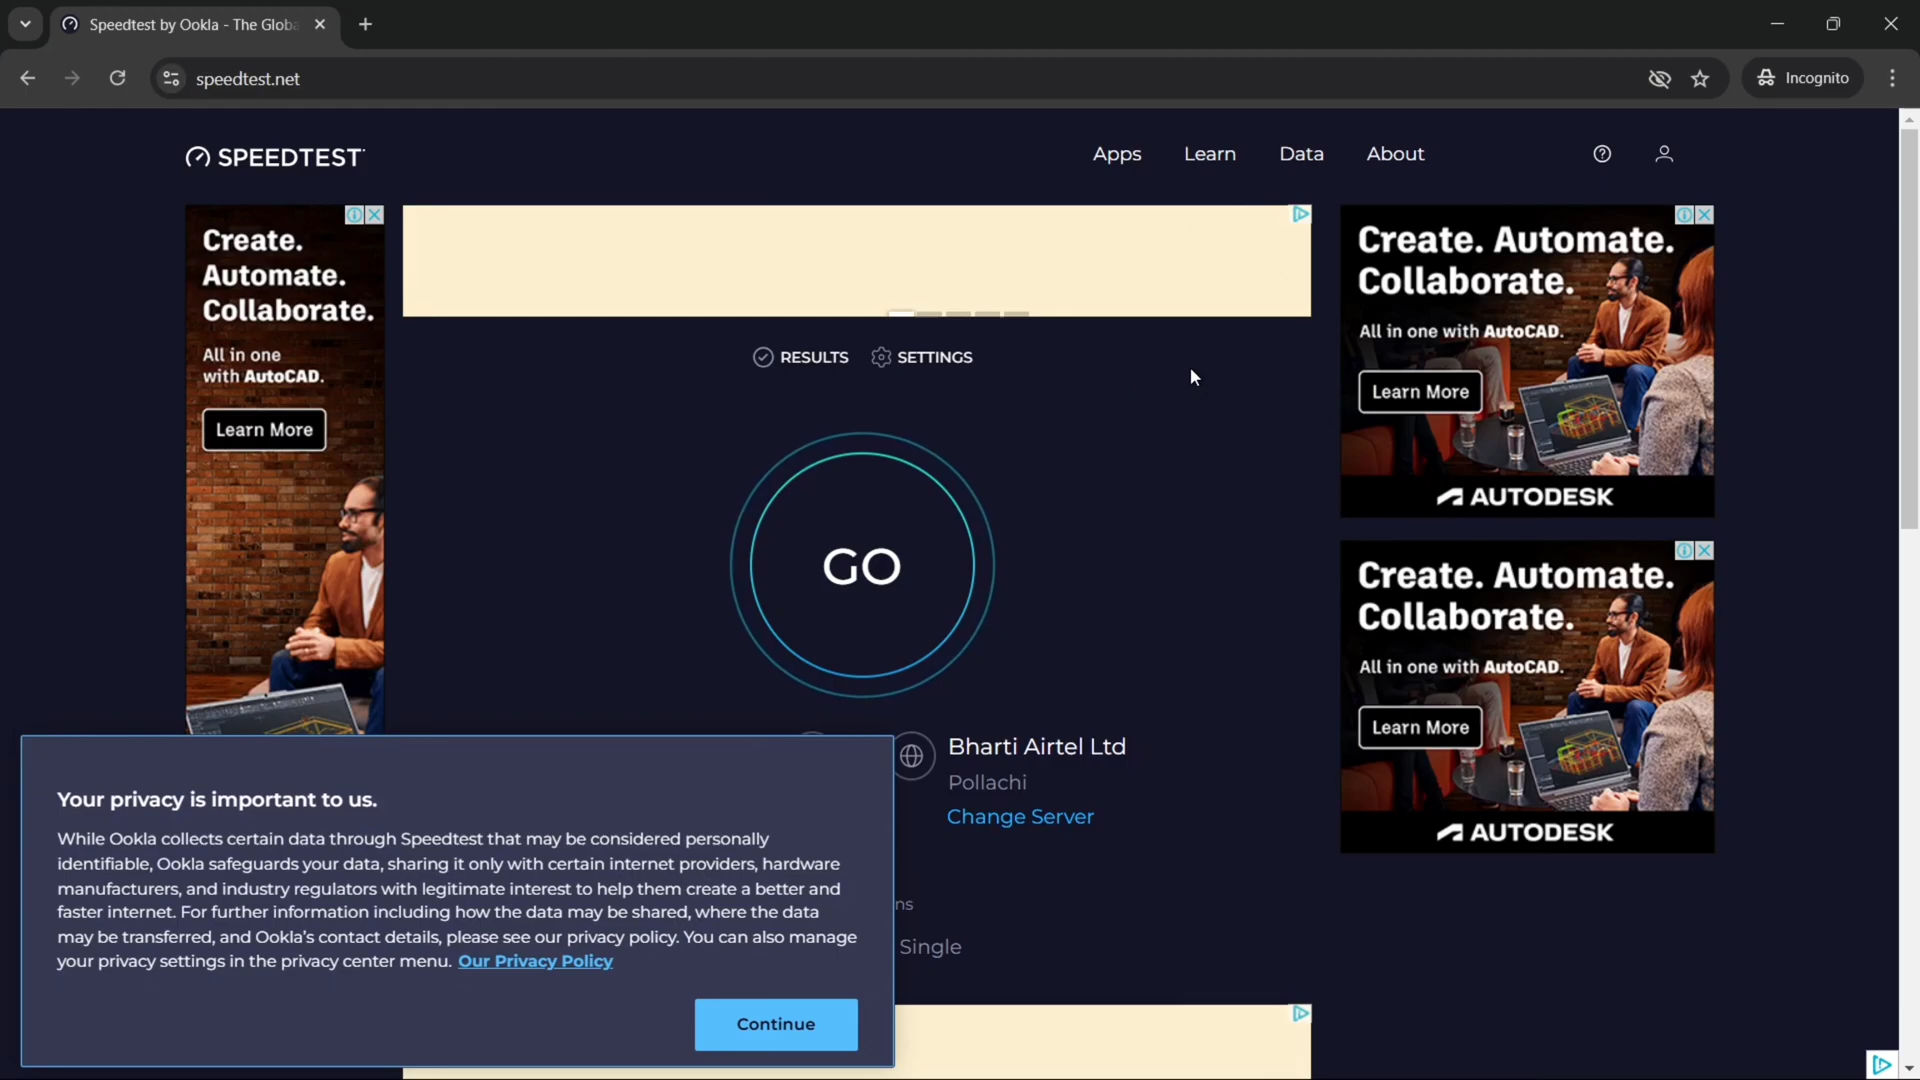 Speedtest by Ookla - The Globa
speedtest.net
Incognito
SPEEDTEST
Apps
Learn
Data
About
Create.
Automate.
Collaborate.
All in one
with AutoCAD.
Learn More
RESULTS
SETTINGS
GO
Create. Automate.
Collaborate.
All in one with AutoCAD.
Learn More
AUTODESK
Create. Automate.
Collaborate.
All in one with AutoCAD.
Learn More
AUTODESK
Bharti Airtel Ltd
Pollachi
Change Server
ns
Single
Your privacy is important to us.
While Ookla collects certain data through Speedtest that may be considered personally
identifiable, Ookla safeguards your data, sharing it only with certain internet providers, hardware
manufacturers, and industry regulators with legitimate interest to help them create a better and
faster internet. For further information including how the data may be shared, where the data
may be transferred, and Ookla's contact details, please see our privacy policy. You can also manage
your privacy settings in the privacy center menu. Our Privacy Policy
Continue